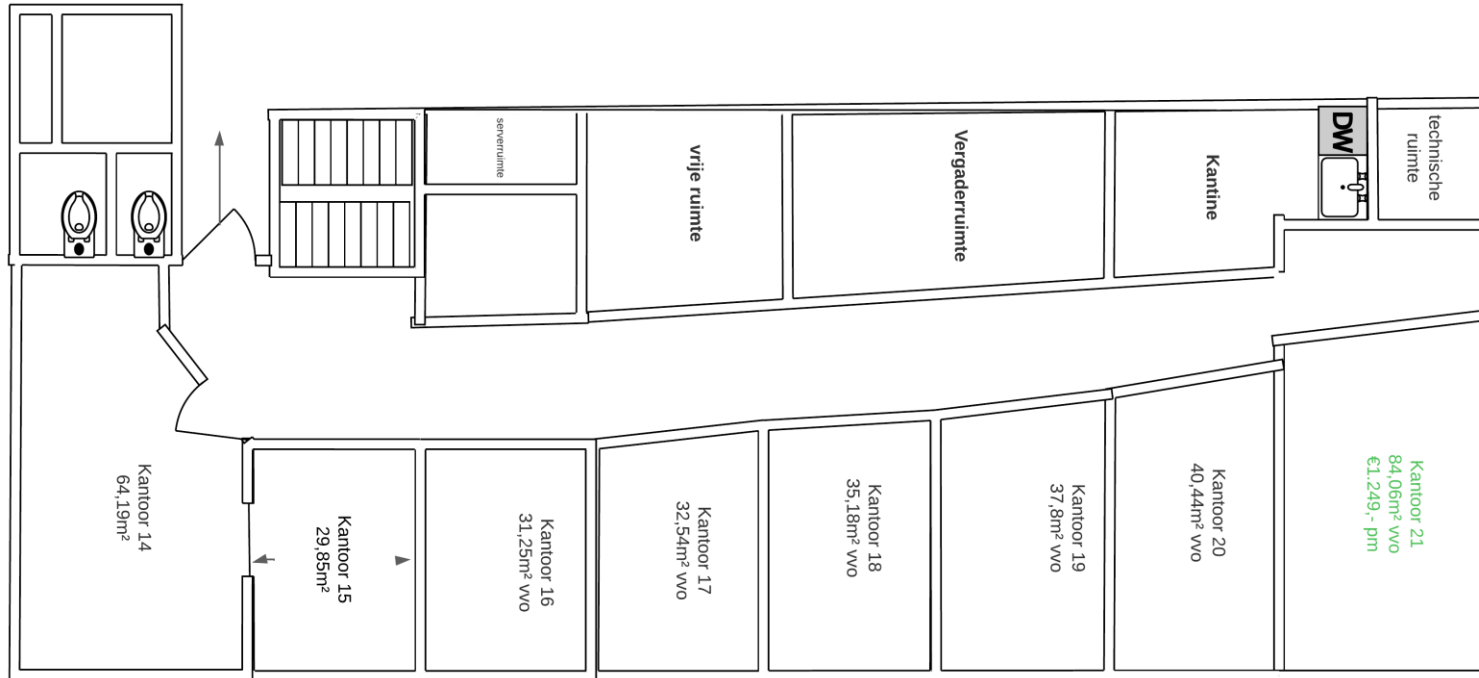 serverruimte
vrije ruimte
Vergaderruimte
Kantine
DW
technische
ruimte
Kantoor 14
64,19m²
Kantoor 15
29,85m²
Kantoor 16
31,25m² vvo
Kantoor 17
32,54m² vvo
Kantoor 18
35,18m² vvo
Kantoor 19
37,8m² vvo
Kantoor 20
40,44m² vvo
Kantoor 21
84,06m² vvo
€1.249,- pm